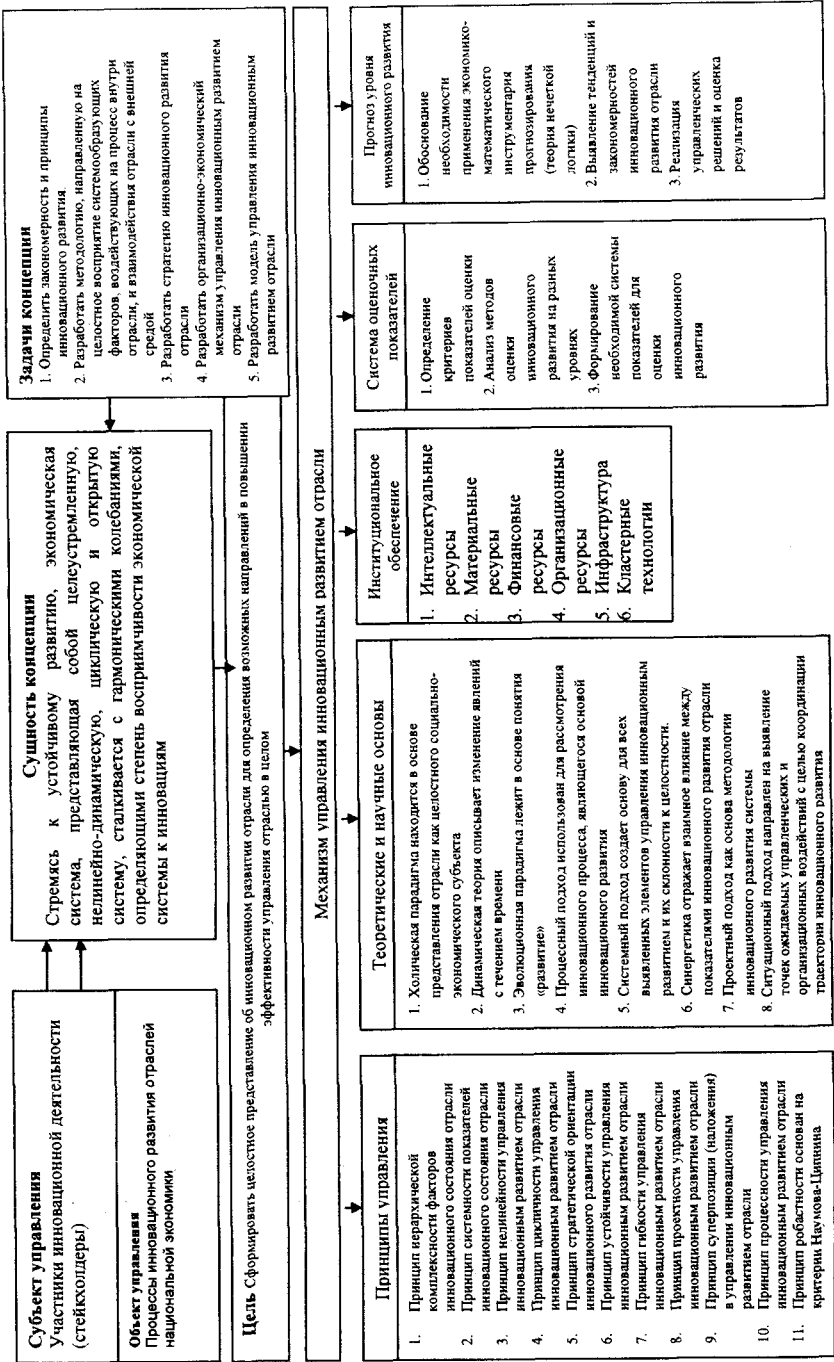 Субъект управления
Участники инновационной деятельности
(стейкхолдеры)
Объект управления
Процессы инновационного развития отраслей
национальной экономики
Сущность концепции
Стремясь к устойчивому развитию, экономическая
система, представляющая собой целеустремленную,
нелинейно-динамическую, циклическую и открытую
систему, сталкивается с гармоническими колебаниями,
определяющими степень восприимчивости экономической
системы к инновациям
Задачи концепции
1. Определить закономерность и принципы
инновационного развития.
2. Разработать методологию, направленную на
целостное восприятие системообразующих
факторов, воздействующих на процесс внутри
отрасли, и взаимодействия отрасли с внешней
средой
3. Разработать стратегию инновационного развития
отрасли
4. Разработать организационно-экономический
механизм управления инновационным развитием
отрасли
5. Разработать модель управления инновационным
развитием отрасли
Цель Сформировать целостное представление об инновационном развитии отрасли для определения возможных направлений в повышении
эффективности управления отраслью в целом
Механизм управления инновационным развитием отрасли
Принципы управления
1. Принцип иерархической
комплексности факторов
инновационного состояния отрасли
2. Принцип системности показателей
инновационного состояния отрасли
3. Принцип нелинейности управления
инновационным развитием отрасли
4. Принцип цикличности управления
инновационным развитием отрасли
5. Принцип стратегической ориентации
инновационного развития отрасли
6. Принцип устойчивости управления
инновационным развитием отрасли
7. Принцип гибкости управления
инновационным развитием отрасли
8. Принцип проектности управления
инновационным развитием отрасли
9. Принцип суперпозиции (наложения)
в управлении инновационным
развитием отрасли
10. Принцип процессности управления
инновационным развитием отрасли
11. Принцип робастности основан на
критерии Наумова-Ципкина
Теоретические и научные основы
1. Холическая парадигма находится в основе
представления отрасли как целостного социально-
экономического субъекта
2. Динамическая теория описывает изменение явлений
с течением времени
3. Эволюционная парадигма лежит в основе понятия
«развитие»
4. Процессный подход использован для рассмотрения
инновационного процесса, являющегося основой
инновационного развития
5. Системный подход создает основу для всех
выявленных элементов управления инновационным
развитием к их склонности к целостности.
6. Синергетика отражает взаимное влияние между
показателями инновационного развития отрасли
7. Проектный подход как основа методологии
инновационного развития системы
8. Ситуационный подход направлен на выявление
точек ожидаемых управленческих и
организационных воздействий с целью координации
траектории инновационного развития
Институциональное
обеспечение
1. Интеллектуальные
ресурсы
2. Материальные
ресурсы
3. Финансовые
ресурсы
4. Организационные
ресурсы
5. Инфраструктура
6. Кластерные
технологии
Система оценочных
показателей
1. Определение
критериев
показателей оценки
2. Анализ методов
оценки
инновационного
развития на разных
уровнях
3. Формирование
необходимой системы
показателей для
оценки
инновационного
развития
Прогноз уровня
инновационного развития
1. Обоснование
необходимости
применения экономико-
математического
инструментария
прогнозирования
(теория нечеткой
логики)
2. Выявление тенденций и
закономерностей
инновационного
развития отрасли
3. Реализация
управленческих
решений и оценка
результатов